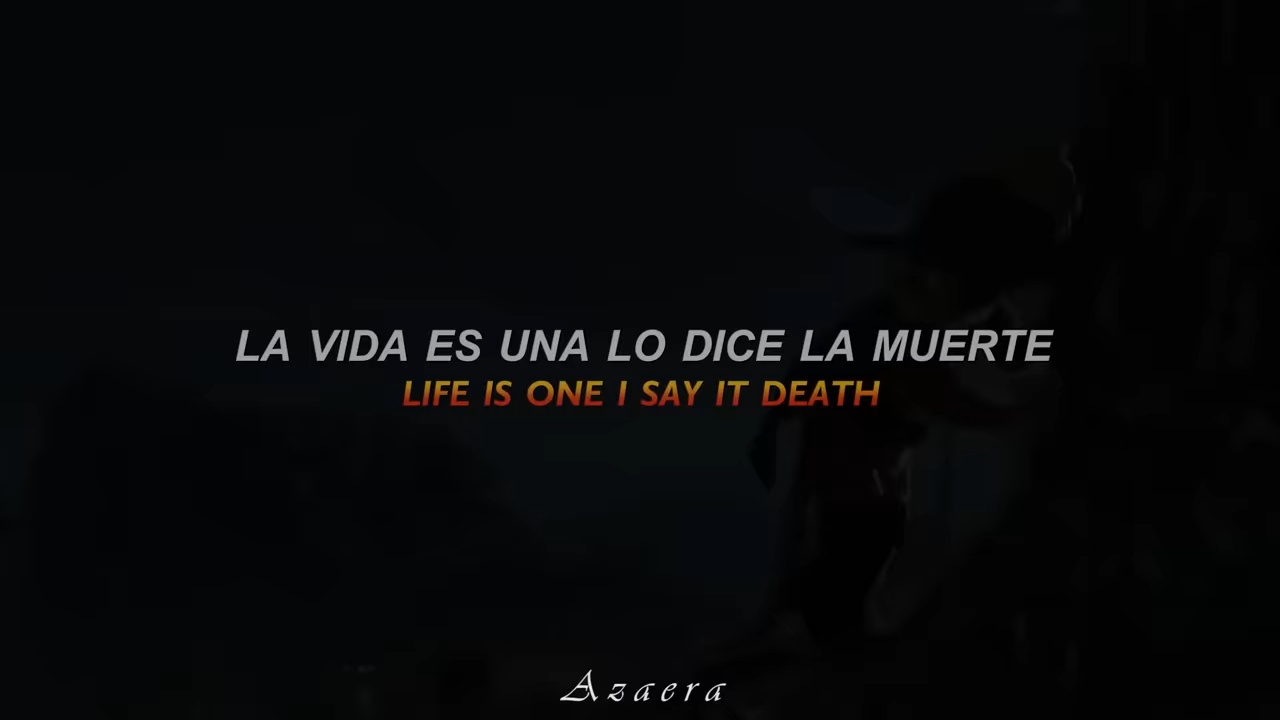 LA VIDA ES UNA LO DICE LA MUERTE
LIFE IS ONE I SAY IT DEATH
Azaera